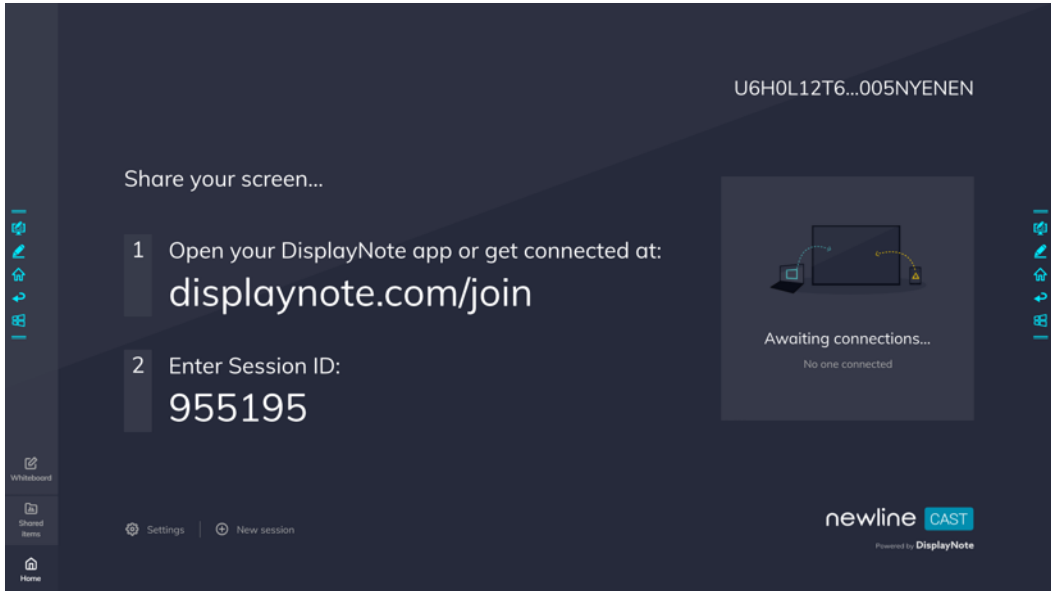 U6H0L12T6...005NYENEN
Share your screen...
1 Open your DisplayNote app or get connected at:
displaynote.com/join
2 Enter Session ID:
955195
Awaiting connections...
No one connected
Whiteboard
Shared
items
Home
Settings
New session
newline CAST
Powered by DisplayNote